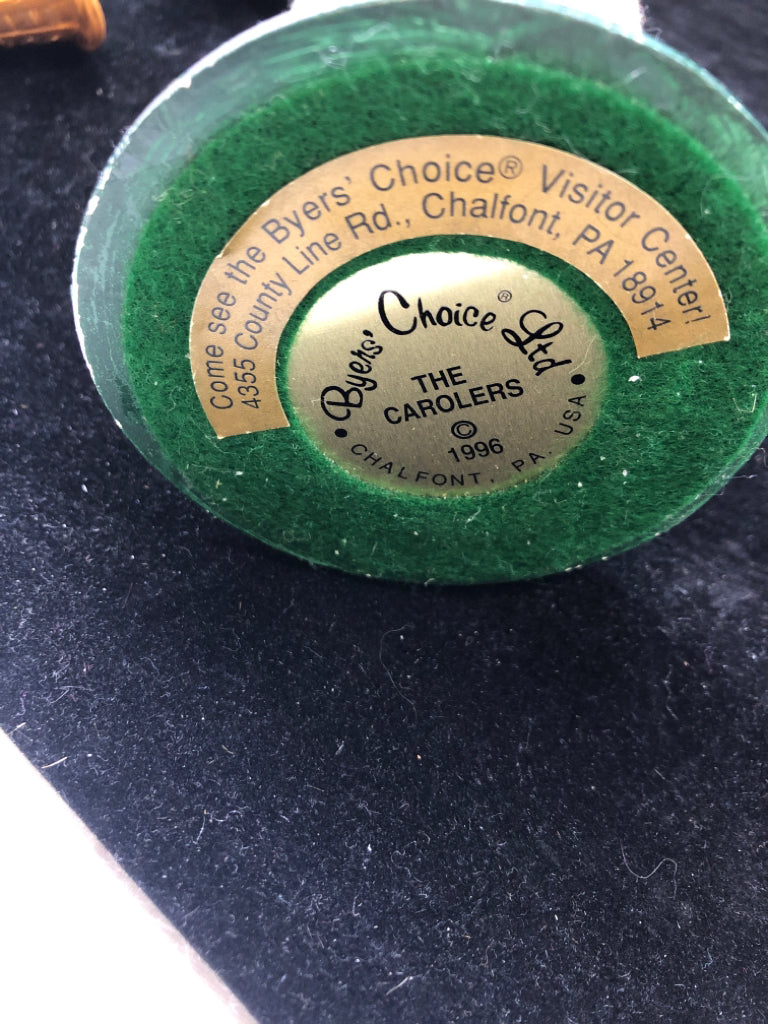 Come see the Byers' Choice® Visitor Center!
4355 County Line Rd., Chalfont, PA 18914
Byers' Choice® Ltd
THE
CAROLERS
©
1996
• CHALFONT, PA. USA •